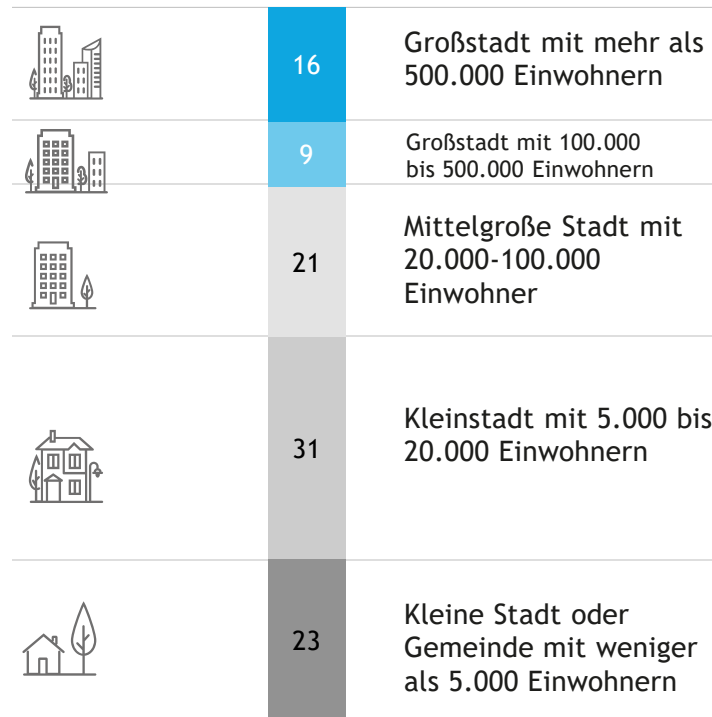 16
Großstadt mit mehr als
500.000 Einwohnern
9
Großstadt mit 100.000
bis 500.000 Einwohnern
21
Mittelgroße Stadt mit
20.000-100.000
Einwohner
31
Kleinstadt mit 5.000 bis
20.000 Einwohnern
23
Kleine Stadt oder
Gemeinde mit weniger
als 5.000 Einwohnern